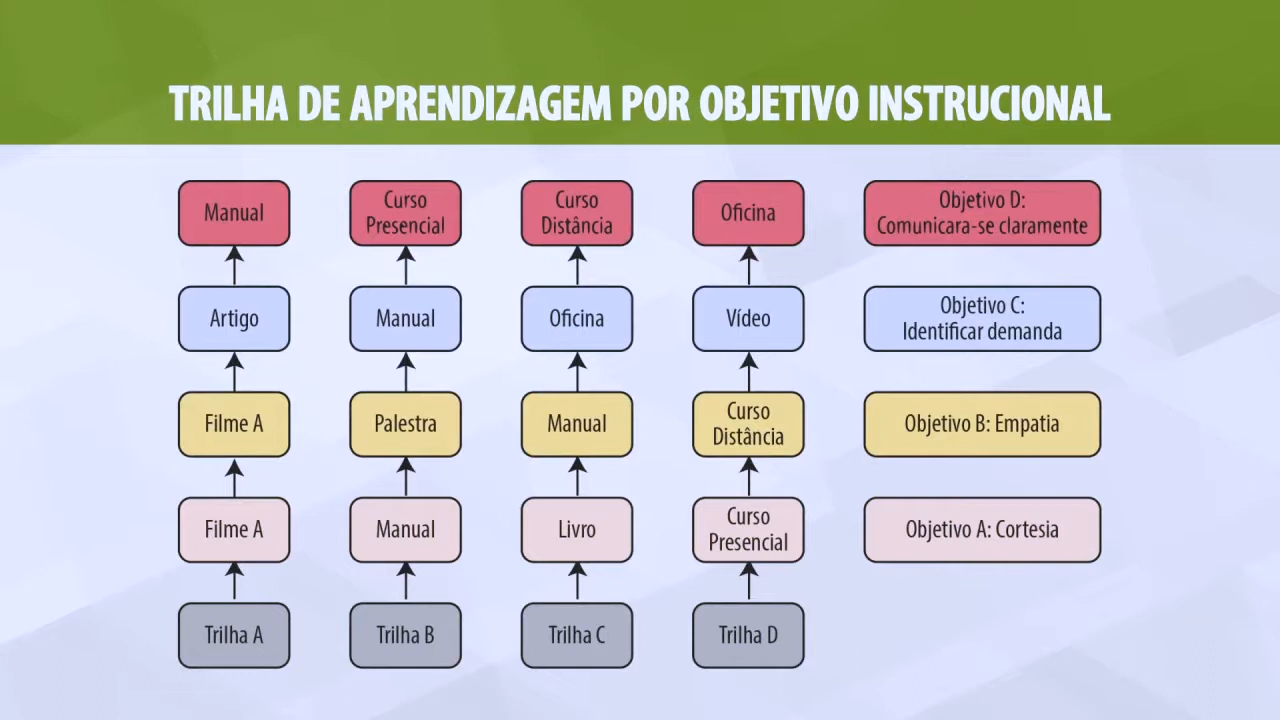 TRILHA DE APRENDIZAGEM POR OBJETIVO INSTRUCIONAL
Manual
Curso
Presencial
Curso
Distância
Oficina
Objetivo D:
Comunicara-se claramente
Artigo
Manual
Oficina
Vídeo
Objetivo C:
Identificar demanda
Filme A
Palestra
Manual
Curso
Distância
Objetivo B: Empatia
Filme A
Manual
Livro
Curso
Presencial
Objetivo A: Cortesia
Trilha A
Trilha B
Trilha C
Trilha D